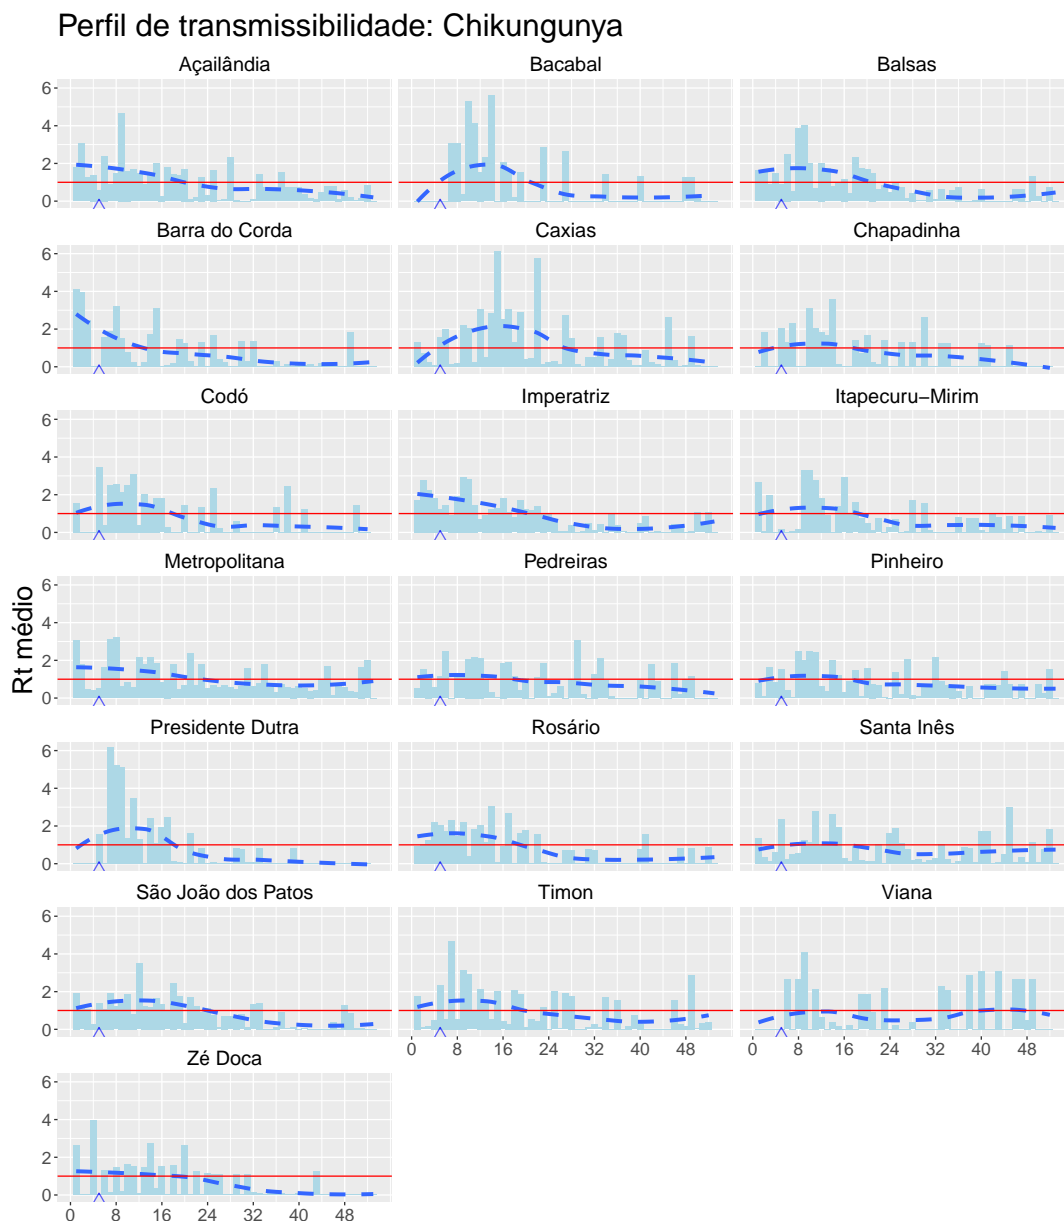 Perfil de transmissibilidade: Chikungunya
Açailândia
Bacabal
Balsas
6
4
2
0
Barra do Corda
Caxias
Chapadinha
6
4
2
0
Codó
Imperatriz
Itapecuru−Mirim
6
4
2
0
Metropolitana
Pedreiras
Pinheiro
6
4
2
0
Rt médio
Presidente Dutra
Rosário
Santa Inês
6
4
2
0
São João dos Patos
Timon
Viana
6
4
2
0
0 8 16 24 32 40 48
0 8 16 24 32 40 48
Zé Doca
6
4
2
0
0 8 16 24 32 40 48